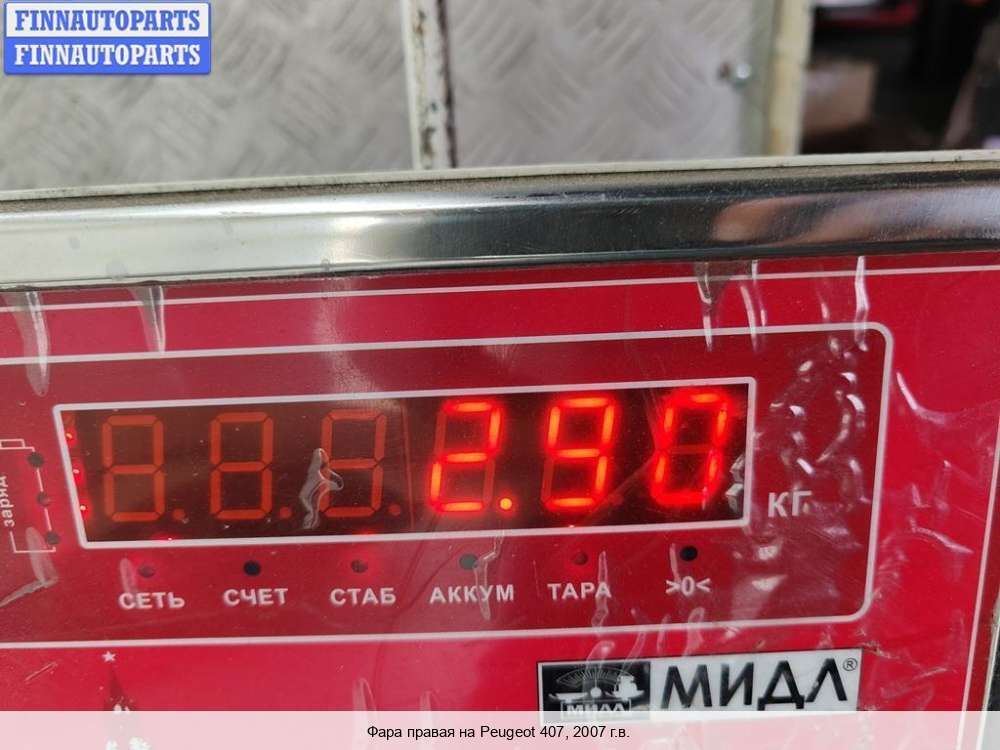 FINNAUTOPARTS
FINNAUTOPARTS
заряд
2.90 КГ
СЕТЬ СЧЕТ СТАБ АККУМ ТАРА >0<
МИДЛ МИДЛ®
Фара правая на Peugeot 407, 2007 г.в.